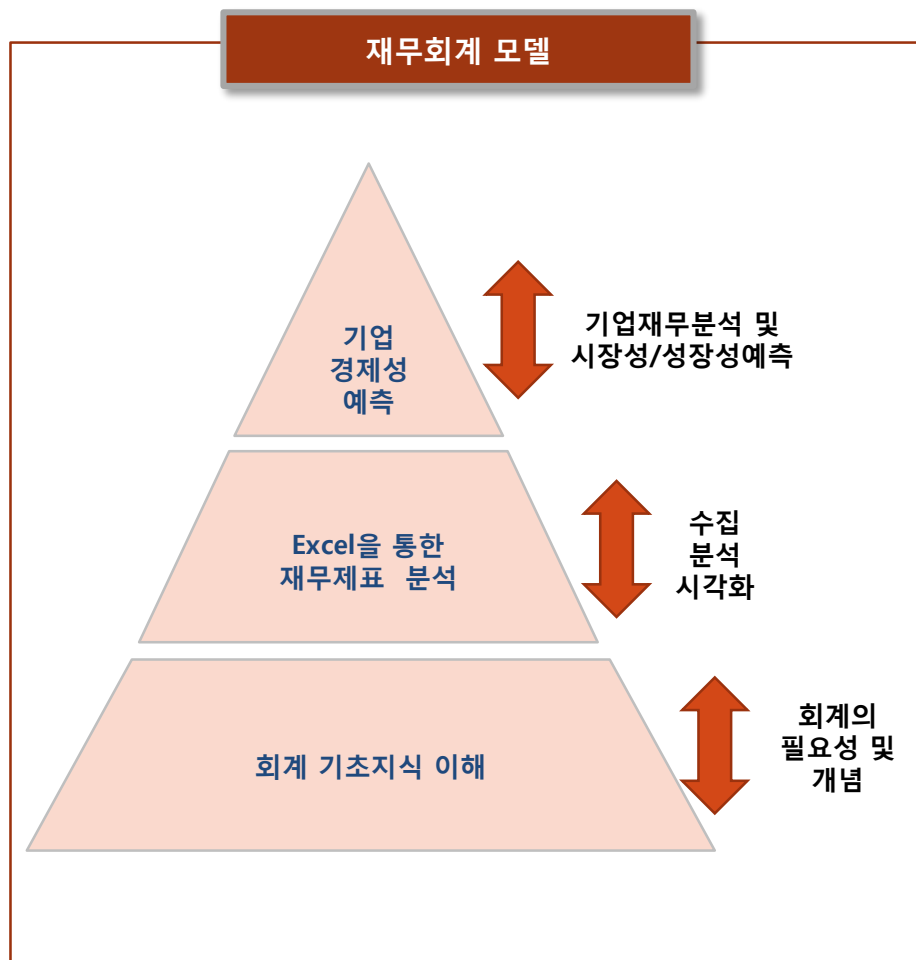 재무회계 모델
기업
경제성
예측
기업재무분석 및
시장성/성장성예측
Excel을 통한
재무제표 분석
수집
분석
시각화
회계 기초지식 이해
회계의
필요성 및
개념